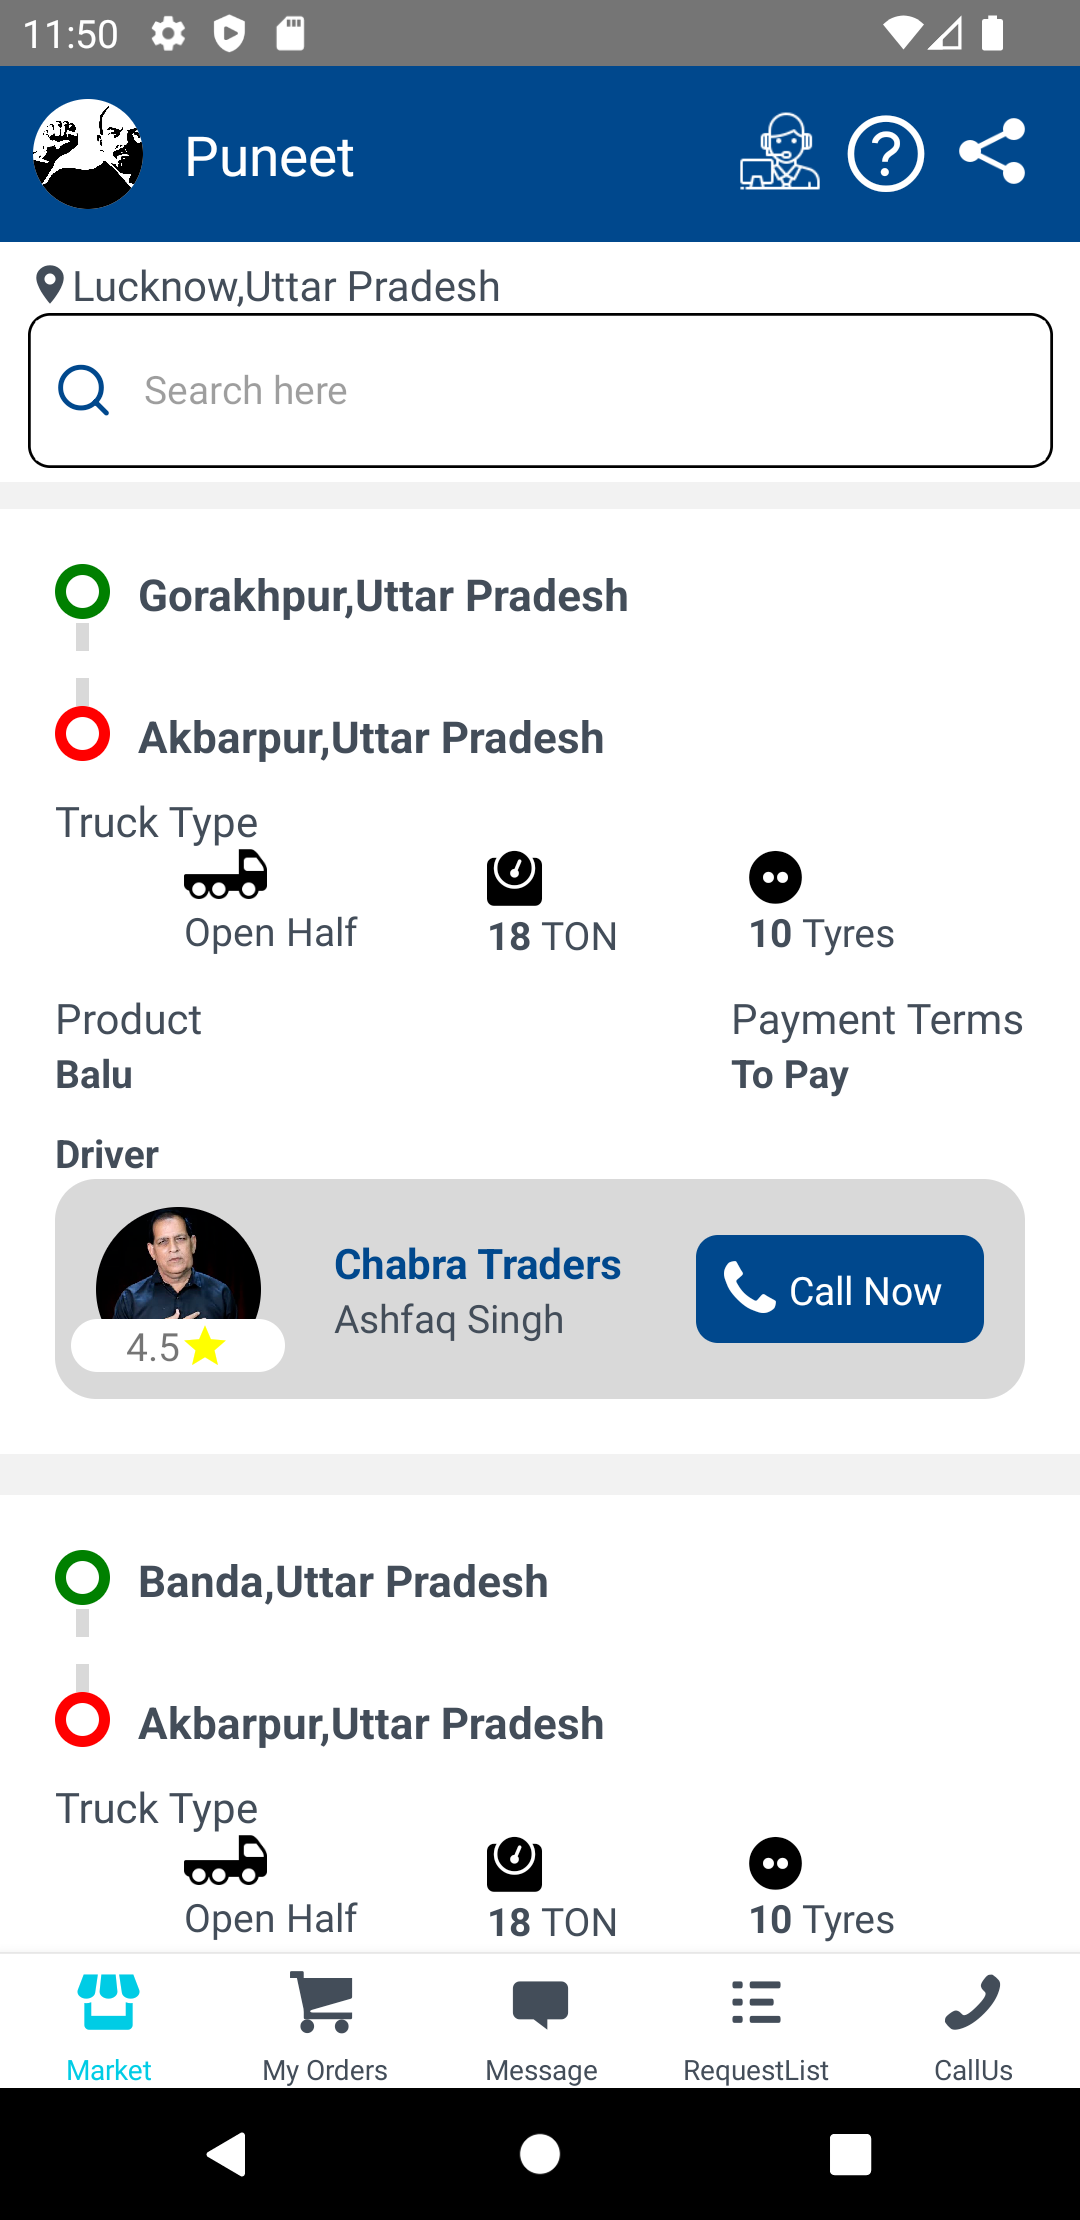 11:50
Puneet
Lucknow,Uttar Pradesh
Search here
Gorakhpur,Uttar Pradesh
Akbarpur,Uttar Pradesh
Truck Type
Open Half 18 TON 10 Tyres
Product Payment Terms
Balu To Pay
Driver
Chabra Traders
Ashfaq Singh
Call Now
4.5
Banda,Uttar Pradesh
Akbarpur,Uttar Pradesh
Truck Type
Open Half 18 TON 10 Tyres
Market My Orders Message RequestList CallUs